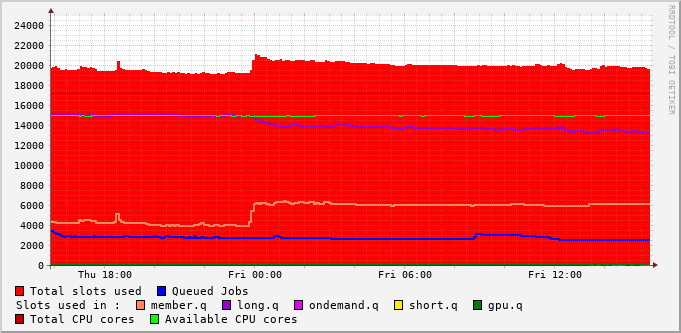 24000
22000
20000
18000
16000
14000
12000
10000
8000
6000
4000
2000
0
Thu 18:00 Fri 00:00 Fri 06:00 Fri 12:00
Total slots used Queued Jobs
Slots used in : member.q long.q ondemand.q short.q gpu.q
Total CPU cores Available CPU cores
RRDTOOL / TOBI OETIKER